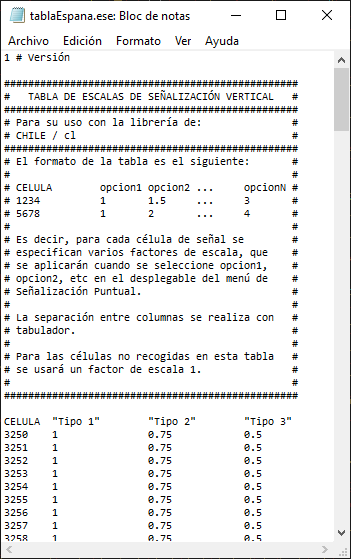 tablaEspana.ese: Bloc de notas
Archivo Edición Formato Ver Ayuda
1 # Versión
##############################################
#   TABLA DE ESCALAS DE SEÑALIZACIÓN VERTICAL   #
##############################################
# Para su uso con la librería de: #
# CHILE / cl #
##############################################
# El formato de la tabla es el siguiente: #
# #
# CELULA opcion1 opcion2 ... opcionN #
# 1234 1 1.5 ... 3 #
# 5678 1 2 ... 4 #
# #
# Es decir, para cada célula de señal se #
# especifican varios factores de escala, que #
# se aplicarán cuando se seleccione opcion1, #
# opcion2, etc en el desplegable del menú de #
# Señalización Puntual. #
# #
# La separación entre columnas se realiza con #
# tabulador. #
# #
# Para las células no recogidas en esta tabla #
# se usará un factor de escala 1. #
# #
##############################################
CELULA "Tipo 1" "Tipo 2" "Tipo 3"
3250 1 0.75 0.5
3251 1 0.75 0.5
3252 1 0.75 0.5
3253 1 0.75 0.5
3254 1 0.75 0.5
3255 1 0.75 0.5
3256 1 0.75 0.5
3257 1 0.75 0.5
3258 1 0.75 0.5